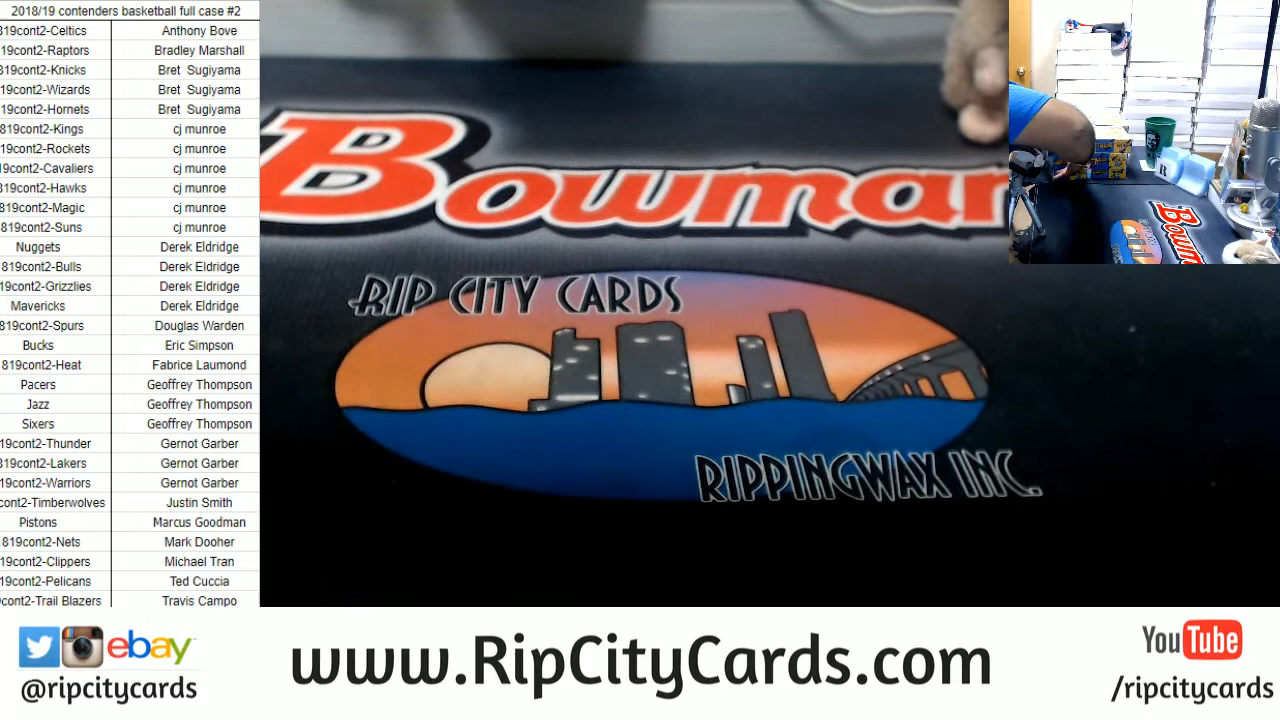 2018/19 contenders basketball full case #2
819cont2-Celtics Anthony Bove
19cont2-Raptors Bradley Marshall
819cont2-Knicks Bret Sugiyama
19cont2-Wizards Bret Sugiyama
19cont2-Hornets Bret Sugiyama
819cont2-Kings cj munroe
19cont2-Rockets cj munroe
9cont2-Cavaliers cj munroe
819cont2-Hawks cj munroe
819cont2-Magic cj munroe
819cont2-Suns cj munroe
Nuggets Derek Eldridge
819cont2-Bulls Derek Eldridge
9cont2-Grizzlies Derek Eldridge
Mavericks Derek Eldridge
819cont2-Spurs Douglas Warden
Bucks Eric Simpson
819cont2-Heat Fabrice Laumond
Pacers Geoffrey Thompson
Jazz Geoffrey Thompson
Sixers Geoffrey Thompson
19cont2-Thunder Gernot Garber
819cont2-Lakers Gernot Garber
19cont2-Warriors Gernot Garber
cont2-Timberwolves Justin Smith
Pistons Marcus Goodman
819cont2-Nets Mark Dooher
19cont2-Clippers Michael Tran
19cont2-Pelicans Ted Cuccia
cont2-Trail Blazers Travis Campo
Bowman
RIP CITY CARDS
RIPPINGWAX INC.
Bowm
ebay
@ripcitycards
www.RipCityCards.com
YouTube
/ripcitycards